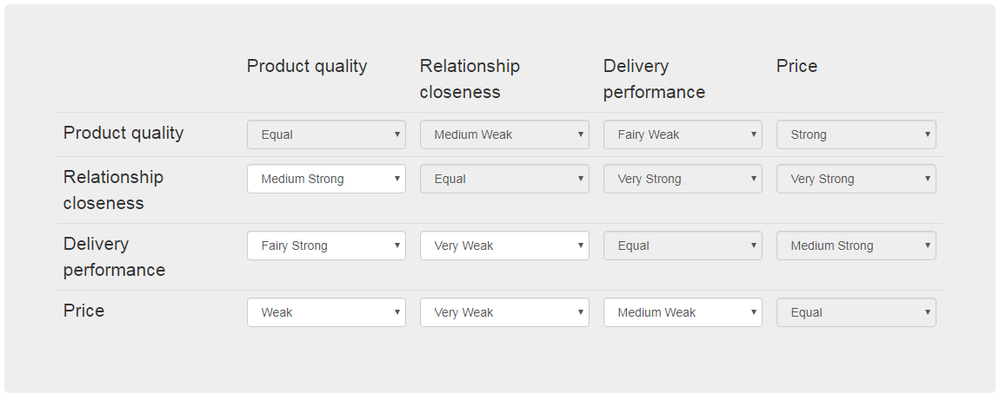 Product quality Relationship closeness Delivery performance Price
Product quality Equal Medium Weak Fairy Weak Strong
Relationship closeness Medium Strong Equal Very Strong Very Strong
Delivery performance Fairy Strong Very Weak Equal Medium Strong
Price Weak Very Weak Medium Weak Equal